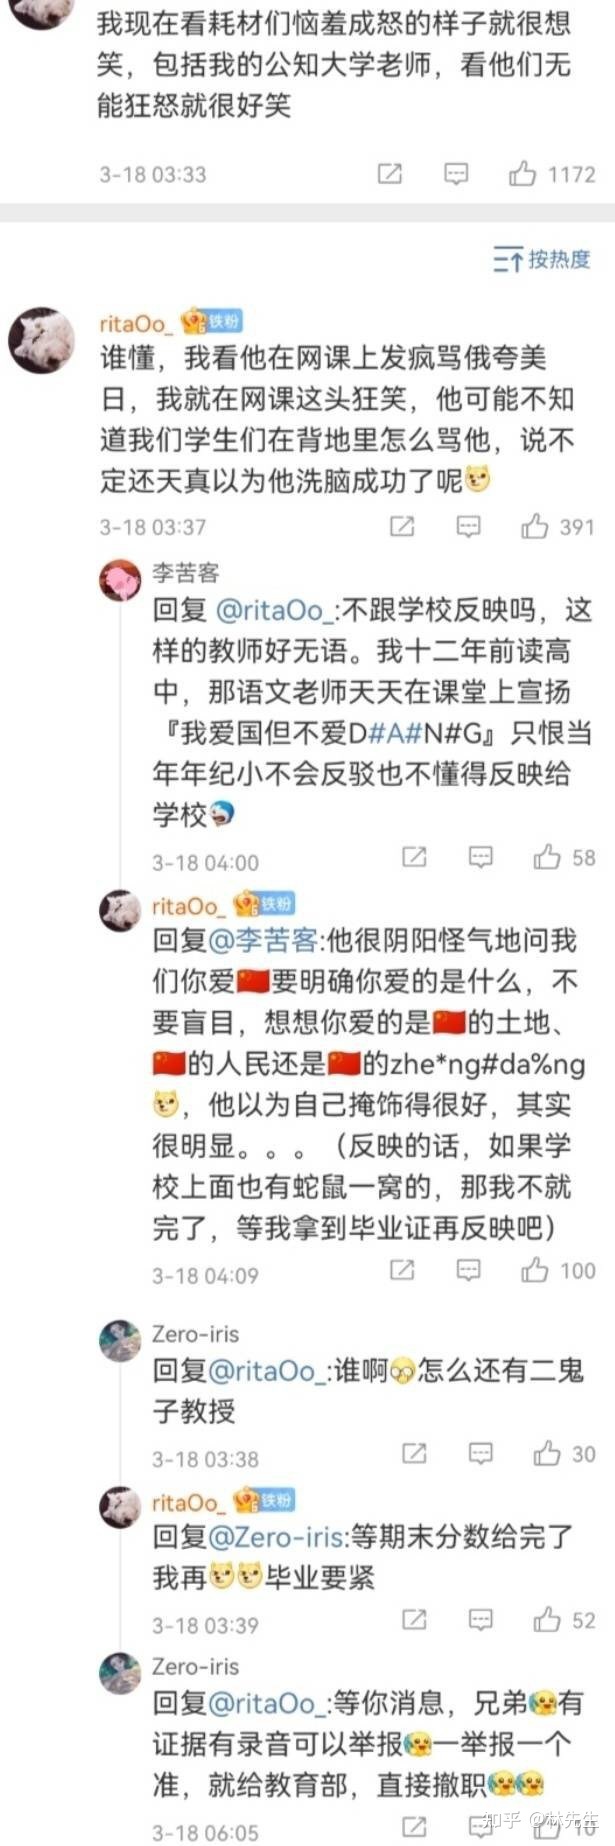 我现在看耗材们恼羞成怒的样子就很想
笑，包括我的公知大学老师，看他们无
能狂怒就很好笑
3-18 03:33
1172
按热度
ritaOo_ 铁粉
谁懂，我看他在网课上发疯骂俄夸美
日，我就在网课这头狂笑，他可能不知
道我们学生们在背地里怎么骂他，说不
定还天真以为他洗脑成功了呢
3-18 03:37
391
李苦客
回复 @ritaOo_:不跟学校反映吗，这
样的教师好无语。我十二年前读高
中，那语文老师天天在课堂上宣扬
『我爱国但不爱D#A#N#G』只恨当
年年纪小不会反驳也不懂得反映给
学校
3-18 04:00
58
ritaOo_ 铁粉
回复@李苦客:他很阴阳怪气地问我
们你爱🇨🇳要明确你爱的是什么，不
要盲目，想想你爱的是🇨🇳的土地、
🇨🇳的人民还是🇨🇳的zhe*ng#da%ng
，他以为自己掩饰得很好，其实
很明显。。。（反映的话，如果学
校上面也有蛇鼠一窝的，那我不就
完了，等我拿到毕业证再反映吧）
3-18 04:09
100
Zero-iris
回复@ritaOo_:谁啊怎么还有二鬼
子教授
3-18 03:38
30
ritaOo_ 铁粉
回复@Zero-iris:等期末分数给完了
我再毕业要紧
3-18 03:39
52
Zero-iris
回复@ritaOo_:等你消息，兄弟有
证据有录音可以举报一举报一个
准，就给教育部，直接撤职
3-18 06:05
10
知乎 @林先生